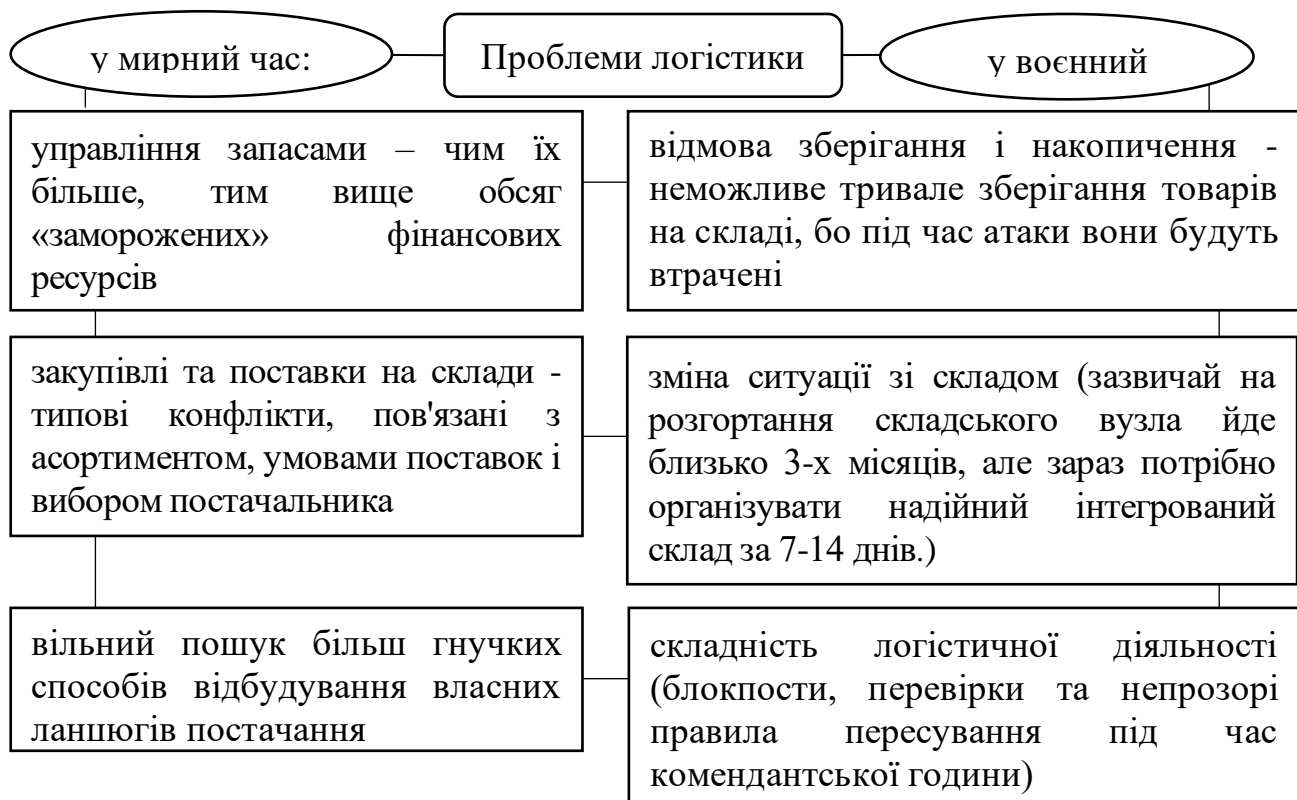 у мирний час:
Проблеми логістики
у воєнний
управління запасами – чим їх
більше, тим вище обсяг
«заморожених» фінансових
ресурсів
відмова зберігання і накопичення -
неможливе тривале зберігання товарів
на складі, бо під час атаки вони будуть
втрачені
закупівлі та поставки на склади -
типові конфлікти, пов'язані з
асортиментом, умовами поставок і
вибором постачальника
зміна ситуації зі складом (зазвичай на
розгортання складського вузла йде
близько 3-х місяців, але зараз потрібно
організувати надійний інтегрований
склад за 7-14 днів.)
вільний пошук більш гнучких
способів відбудування власних
ланцюгів постачання
складність логістичної діяльності
(блокпости, перевірки та непрозорі
правила пересування під час
комендантської години)